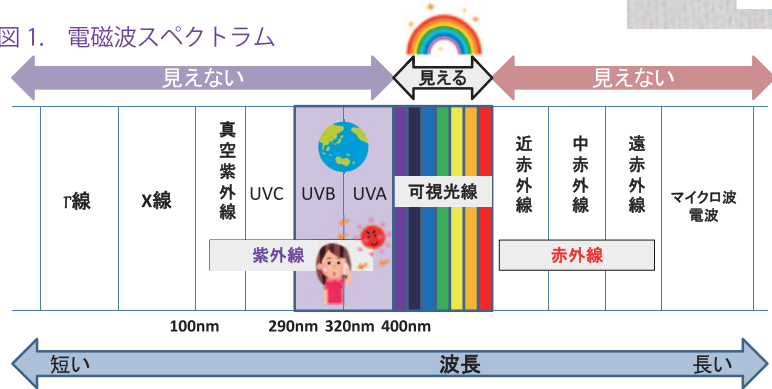 図 1. 電磁波スペクトラム
見えない
見える
見えない
Γ線
X線
真空紫外線
UVC
UVB
UVA
可視光線
近赤外線
中赤外線
遠赤外線
マイクロ波
電波
紫外線
赤外線
100nm 290nm 320nm 400nm
短い 波長 長い